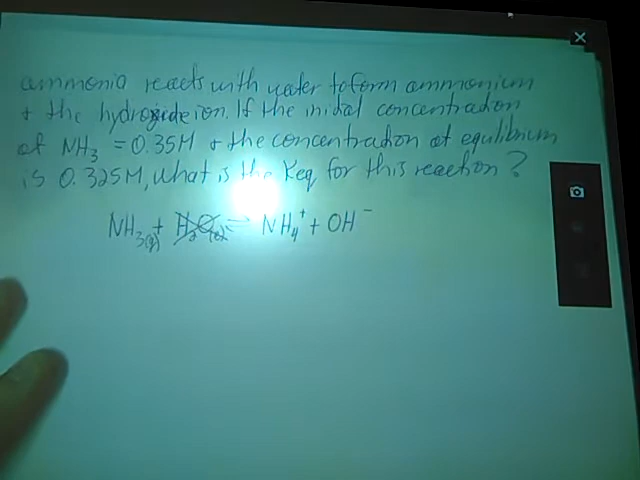 ammonia reacts with water to form ammonium
+ the hydroxide ion. If the initial concentration
of NH₃ = 0.35M + the concentration at equilibrium
is 0.325M, what is the Keq for this reaction?
NH₃(g) + H₂O(l) ⇌ NH₄⁺ + OH⁻